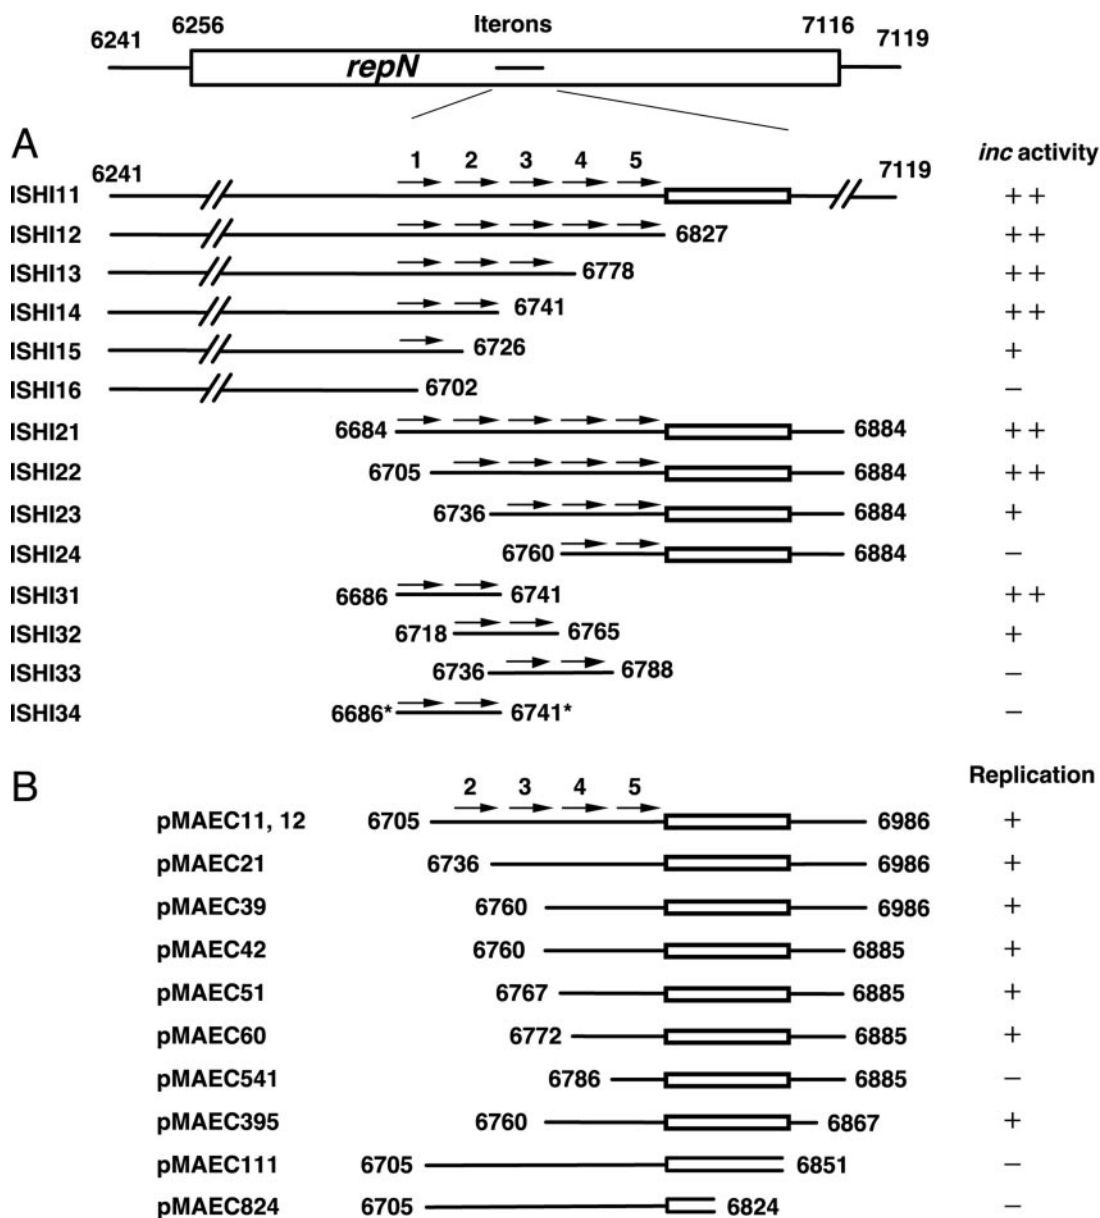 6241 6256 Iterons 7116 7119
repN
A 1 2 3 4 5 inc activity
6241 7119
ISHI11 ++
ISHI12 6827 ++
ISHI13 6778 ++
ISHI14 6741 ++
ISHI15 6726 +
ISHI16 6702 −
ISHI21 6684 6884 ++
ISHI22 6705 6884 ++
ISHI23 6736 6884 +
ISHI24 6760 6884 −
ISHI31 6686 6741 ++
ISHI32 6718 6765 +
ISHI33 6736 6788 −
ISHI34 6686* 6741* −
B 2 3 4 5 Replication
pMAEC11, 12 6705 6986 +
pMAEC21 6736 6986 +
pMAEC39 6760 6986 +
pMAEC42 6760 6885 +
pMAEC51 6767 6885 +
pMAEC60 6772 6885 +
pMAEC541 6786 6885 −
pMAEC395 6760 6867 +
pMAEC111 6705 6851 −
pMAEC824 6705 6824 −